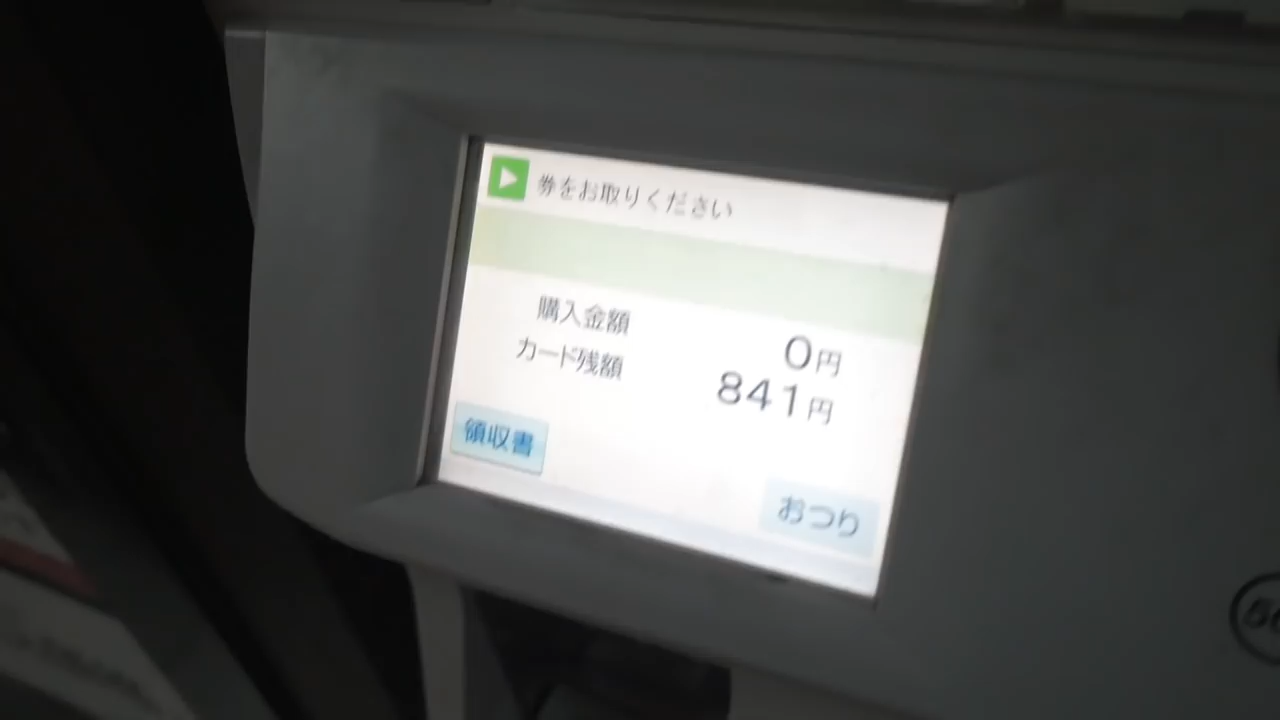 券をお取りください
購入金額 0円
カード残額 841円
領収書
おつり